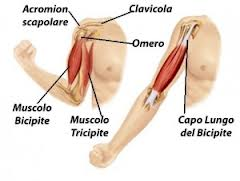 Acromion
scapolare
Clavicola
Omero
Muscolo
Bicipite
Muscolo
Tricipite
Capo Lungo
del Bicipite